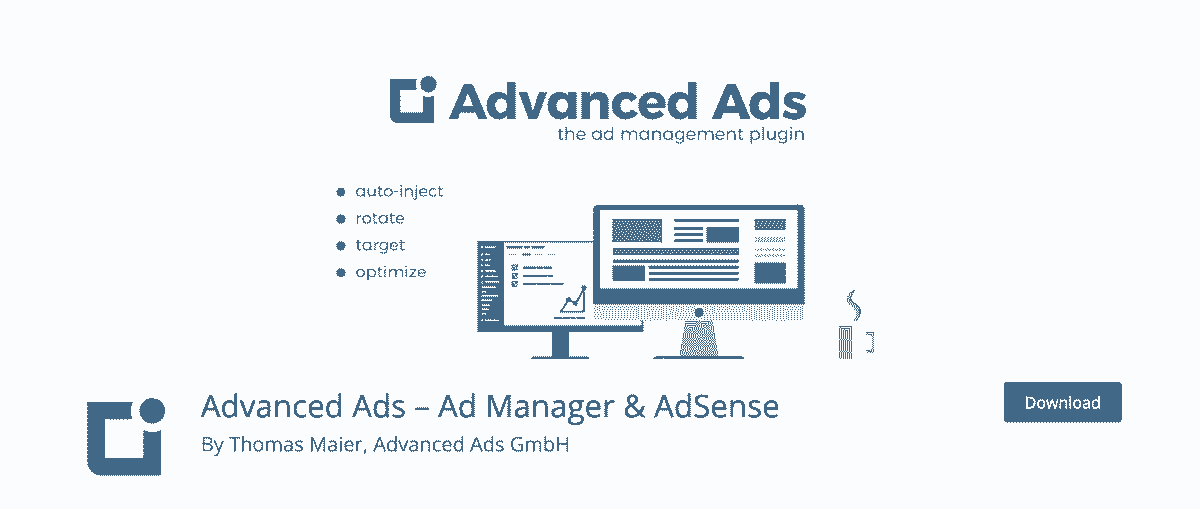 Advanced Ads
the ad management plugin
auto-inject
rotate
target
optimize
Advanced Ads – Ad Manager & AdSense
By Thomas Maier, Advanced Ads GmbH
Download